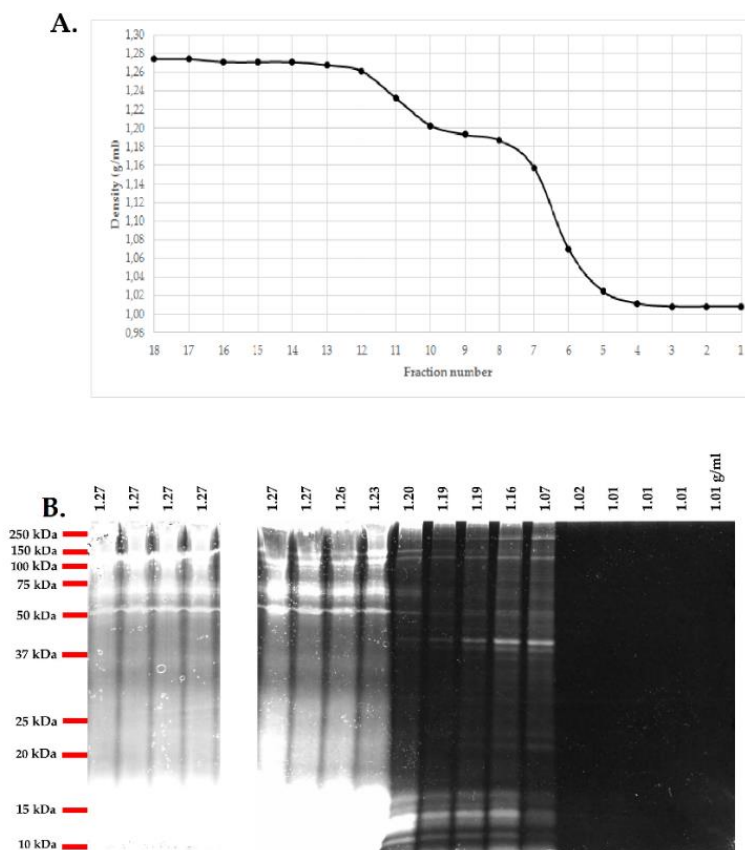 A.
1,30
1,28
1,26
1,24
1,22
1,20
1,18
1,16
1,14
1,12
1,10
1,08
1,06
1,04
1,02
1,00
0,98
Density (g/ml)
18 17 16 15 14 13 12 11 10 9 8 7 6 5 4 3 2 1
Fraction number
B.
1.27 1.27 1.27 1.27 1.27 1.27 1.26 1.23 1.20 1.19 1.19 1.16 1.07 1.02 1.01 1.01 1.01 1.01 g/ml
250 kDa
150 kDa
100 kDa
75 kDa
50 kDa
37 kDa
25 kDa
20 kDa
15 kDa
10 kDa